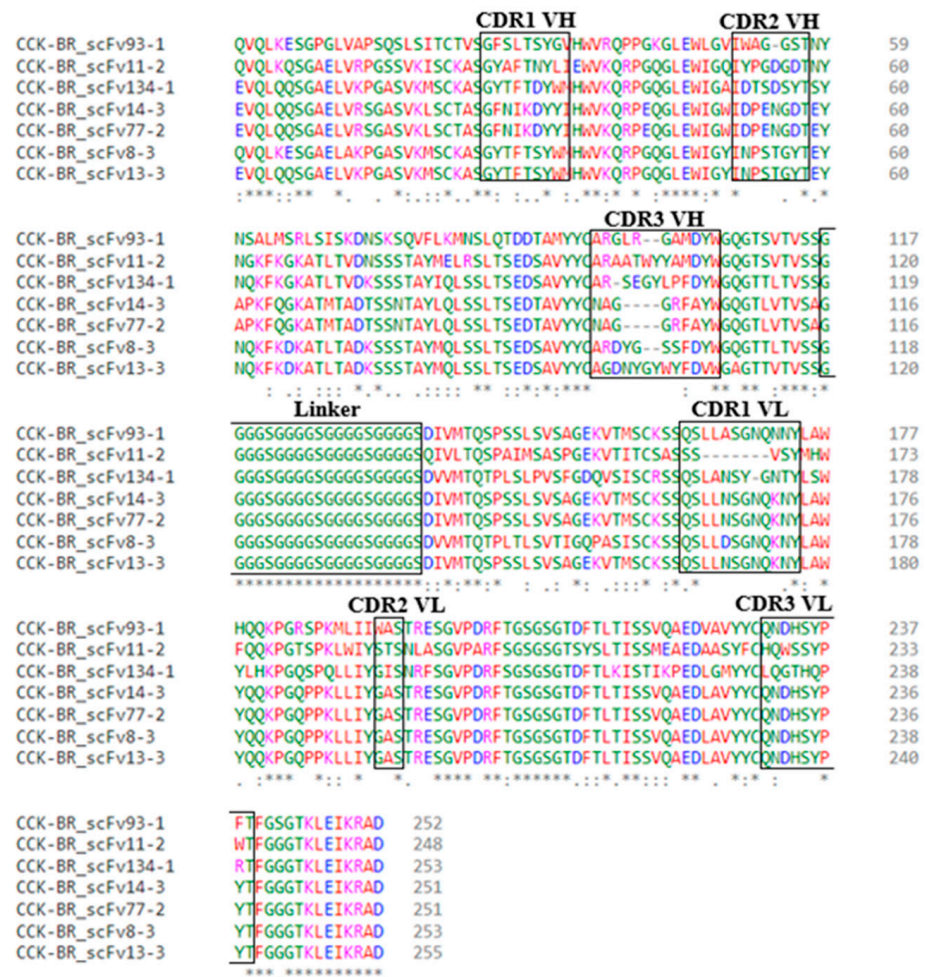 CDR1 VH CDR2 VH
CCK-BR_scFv93-1 QVQLKESGPGLVAPSQSLSITCTVSGFSLTSYGVHWVRQPPGKGLEWLGVIWAG-GSTNY 59
CCK-BR_scFv11-2 QVQLKQSGAELVRPGSSVKISCKASGYAFTNYLIEWVKQRPGQGLEWIGQIYPGDGDTNY 60
CCK-BR_scFv134-1 EVQLQQSGAELVKPGASVKMSCKASGYTFTDYWMHWVKQRPGQGLEWIGAIDTSDSYTSY 60
CCK-BR_scFv14-3 EVQLQQSGAELVRSGASVKLSCTASGFNIKDYYIHWVKQRPEQGLEWIGWIDPENGDTEY 60
CCK-BR_scFv77-2 EVQLQQSGAELVRSGASVKLSCTASGFNIKDYYIHWVKQRPEQGLEWIGWIDPENGDTEY 60
CCK-BR_scFv8-3 QVQLKESGAELAKPGASVKMSCKASGYTFTSYWMHWVKQRPGQGLEWIGYINPSTGYTEY 60
CCK-BR_scFv13-3 EVQLQQSGAELVKPGASVKMSCKASGYTFTSYWMHWVKQRPGQGLEWIGYINPSTGYTEY 60
CDR3 VH
CCK-BR_scFv93-1 NSALMSRLSISKDNSKSQVFLKMNSLQTDDTAMYYCARGLR--GAMDYWGQGTSVTVSSG 117
CCK-BR_scFv11-2 NGKFKGKATLTVDNSSSTAYMELRSLTSEDSAVYYCARAATWYYAMDYWGQGTSVTVSSG 120
CCK-BR_scFv134-1 NQKFKGKATLTVDKSSSTAYIQLSSLTSEDSAVYYCAR-SEGYLPFAYWGQGTTLTVSSG 119
CCK-BR_scFv14-3 APKFQGKATMTADTSSNTAYLQLSSLTSEDTAVYYCNAG----GRFAYWGQGTLVTVSAG 116
CCK-BR_scFv77-2 APKFQGKATMTADTSSNTAYLQLSSLTSEDTAVYYCNAG----GRFAYWGQGTLVTVSAG 116
CCK-BR_scFv8-3 NQKFKDKATLTADKSSSTAYMQLSSLTSEDSAVYYCARDYG--SSFDYWGQGTTLTVSSG 118
CCK-BR_scFv13-3 NQKFKDKATLTADKSSSTAYMQLSSLTSEDSAVYYCAGDNYGYWYFDVWGAGTTVTVSSG 120
Linker CDR1 VL
CCK-BR_scFv93-1 GGGSGGGGSGGGGSGGGGSDIVMTQSPSSLSVSAGEKVTMSCKSSQSLLASGNQNNYLAW 177
CCK-BR_scFv11-2 GGGSGGGGSGGGGSGGGGSQIVLTQSPAIMSASPGEKVTITCSASSS-------VSYMHW 173
CCK-BR_scFv134-1 GGGSGGGGSGGGGSGGGGSDVVMTQTPLSLPVSFGDQVSISCRSSQSLANSY-GNTYLSW 178
CCK-BR_scFv14-3 GGGSGGGGSGGGGSGGGGSDIVMTQSPSSLSVSAGEKVTMSCKSSQSLLNSGNQKNYLAW 176
CCK-BR_scFv77-2 GGGSGGGGSGGGGSGGGGSDIVMTQSPSSLSVSAGEKVTMSCKSSQSLLNSGNQKNYLAW 176
CCK-BR_scFv8-3 GGGSGGGGSGGGGSGGGGSDVVMTQTPLTLSVTIGQPASISCKSSQSLLDSGNQKNYLAW 178
CCK-BR_scFv13-3 GGGSGGGGSGGGGSGGGGSDIVMTQSPSSLSVSAGEKVTMSCKSSQSLLNSGNQKNYLAW 180
CDR2 VL CDR3 VL
CCK-BR_scFv93-1 HQQKPGRSPKMLIIWASTRESGVPDRFTGSGSGTDFTLTISSVQAEDVAVYYCQNDHSYP 237
CCK-BR_scFv11-2 FQQKPGTSPKLWIYSTSNLASGVPARFSGSGSGTSYSLTISSMEAEDAASYFCHQWSSYP 233
CCK-BR_scFv134-1 YLHKPGQSPQLLIYGISNRFSGVPDRFSGSGSGTDFTLKISTIKPEDLGMYYCLQGTHQP 238
CCK-BR_scFv14-3 YQQKPGQPPKLLIYGASTRESGVPDRFTGSGSGTDFTLTISSVQAEDLAVYYCQNDHSYP 236
CCK-BR_scFv77-2 YQQKPGQPPKLLIYGASTRESGVPDRFTGSGSGTDFTLTISSVQAEDLAVYYCQNDHSYP 236
CCK-BR_scFv8-3 YQQKPGQPPKLLIYGASTRESGVPDRFTGSGSGTDFTLTISSVQAEDLAVYYCQNDHSYP 238
CCK-BR_scFv13-3 YQQKPGQPPKLLIYGASTRESGVPDRFTGSGSGTDFTLTISSVQAEDLAVYYCQNDHSYP 240
CCK-BR_scFv93-1 FTFGSGTKLEIKRAD 252
CCK-BR_scFv11-2 WTFGGGTKLEIKRAD 248
CCK-BR_scFv134-1 RTFGGGTKLEIKRAD 253
CCK-BR_scFv14-3 YTFGGGTKLEIKRAD 251
CCK-BR_scFv77-2 YTFGGGTKLEIKRAD 251
CCK-BR_scFv8-3 YTFGGGTKLEIKRAD 253
CCK-BR_scFv13-3 YTFGGGTKLEIKRAD 255
*** **********